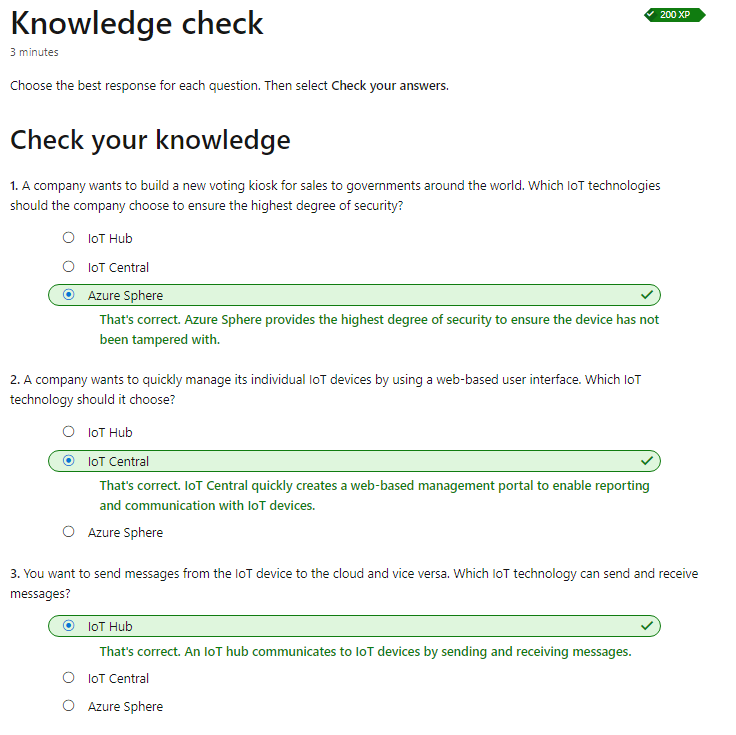 Knowledge check
200 XP
3 minutes
Choose the best response for each question. Then select Check your answers.
Check your knowledge
1. A company wants to build a new voting kiosk for sales to governments around the world. Which IoT technologies
should the company choose to ensure the highest degree of security?
IoT Hub
IoT Central
Azure Sphere
That's correct. Azure Sphere provides the highest degree of security to ensure the device has not
been tampered with.
2. A company wants to quickly manage its individual IoT devices by using a web-based user interface. Which IoT
technology should it choose?
IoT Hub
IoT Central
That's correct. IoT Central quickly creates a web-based management portal to enable reporting
and communication with IoT devices.
Azure Sphere
3. You want to send messages from the IoT device to the cloud and vice versa. Which IoT technology can send and receive
messages?
IoT Hub
That's correct. An IoT hub communicates to IoT devices by sending and receiving messages.
IoT Central
Azure Sphere